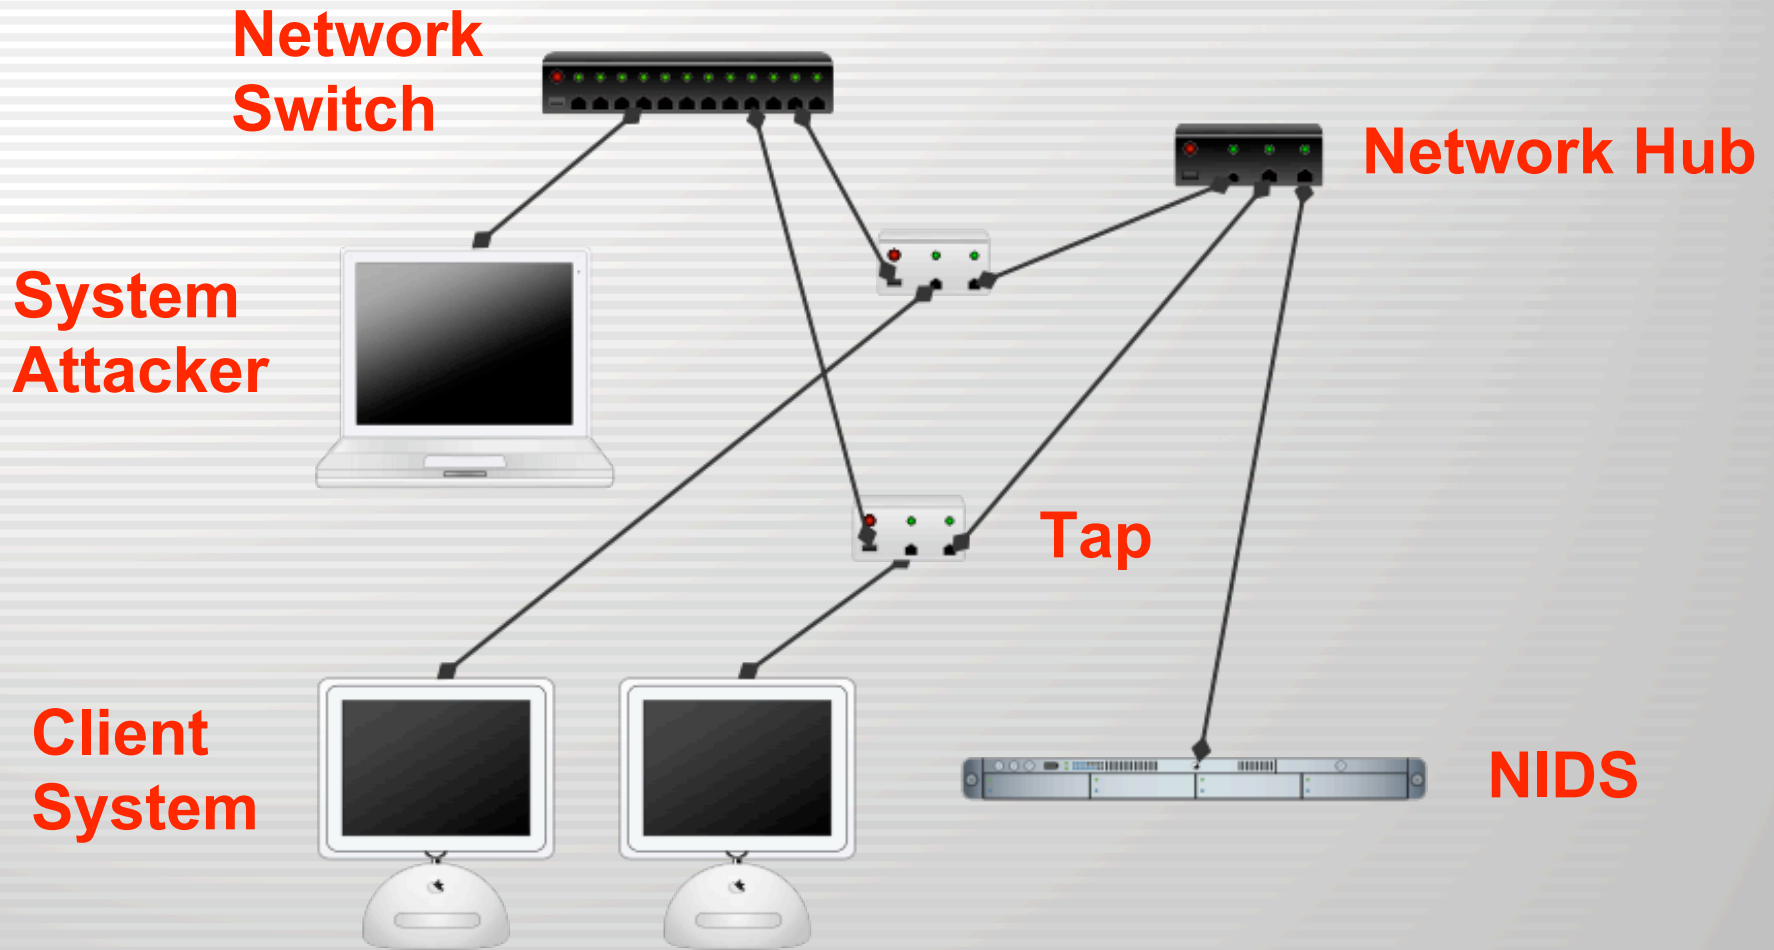 Network
Switch
Network Hub
System
Attacker
Tap
Client
System
NIDS